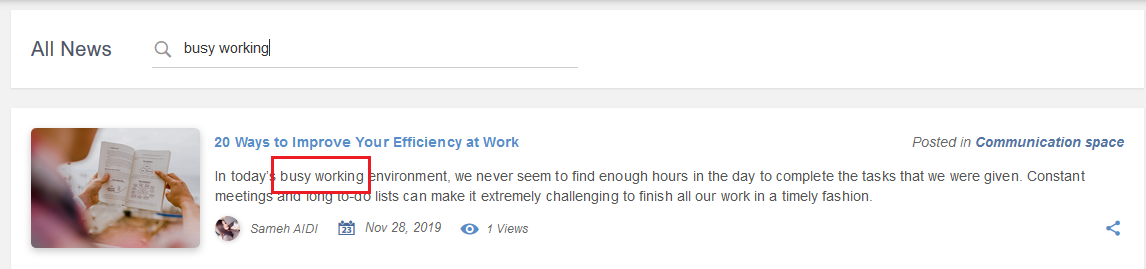 All News
busy working
20 Ways to Improve Your Efficiency at Work
Posted in Communication space
In today's busy working environment, we never seem to find enough hours in the day to complete the tasks that we were given. Constant
meetings and long to-do lists can make it extremely challenging to finish all our work in a timely fashion.
Sameh AIDI
23
Nov 28, 2019
1 Views